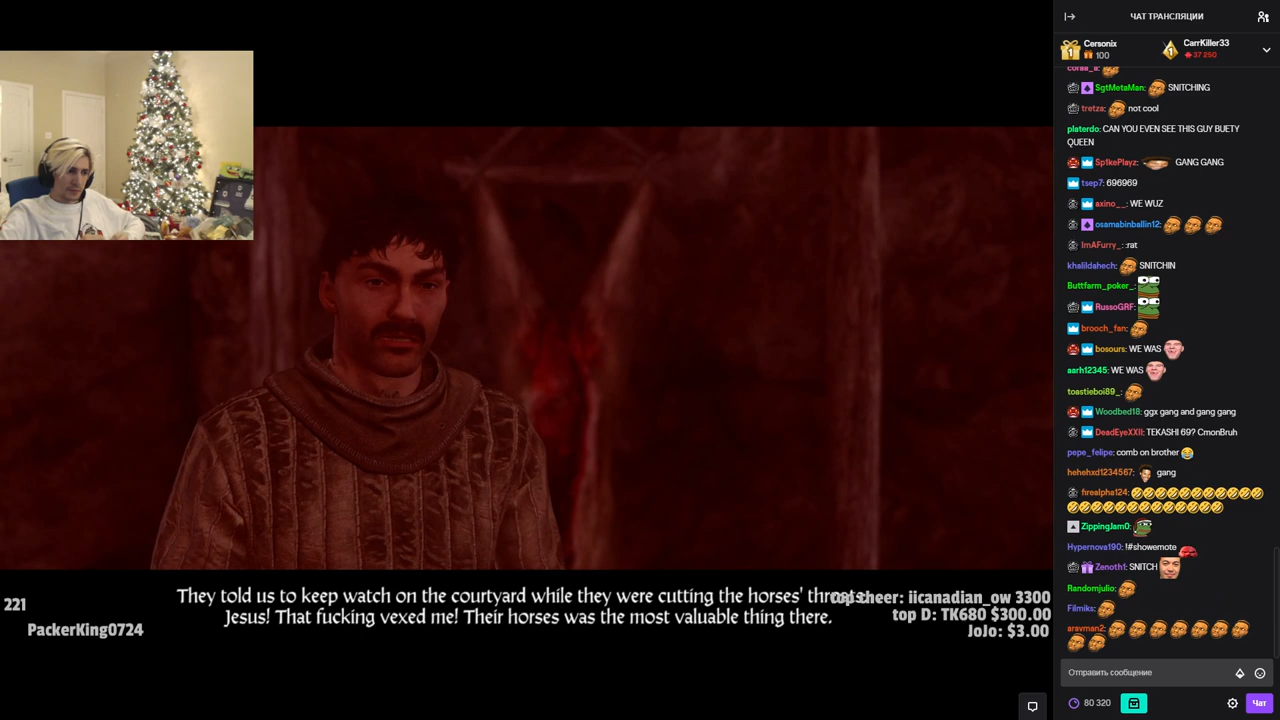 ЧАТ ТРАНСЛЯЦИИ
Cersonix
100
CarrKiller33
37 250
coraa_a:
SgtMetaMan: SNITCHING
tretza: not cool
platerdo: CAN YOU EVEN SEE THIS GUY BUETY
QUEEN
Sp1kePlayz: GANG GANG
tsep7: 696969
axino__: WE WUZ
osamabinballin12:
ImAFurry_: :rat
khalildahech: SNITCHIN
Buttfarm_poker_:
RussoGRF:
brooch_fan:
bosours: WE WAS
aarh12345: WE WAS
toastieboi89_:
Woodbed18: ggx gang and gang gang
DeadEyeXXII: TEKASHI 69? CmonBruh
pepe_felipe: comb on brother
hehehxd1234567: gang
firealpha124:
ZippingJam0:
Hypernova190: !#showemote
Zenoth1: SNITCH
Randomjulio:
Filmiks:
aravman2:
Отправить сообщение
80 320
Чат
They told us to keep watch on the courtyard while they were cutting the horses'
Jesus! That fucking vexed me! Their horses was the most valuable thing there.
221
PackerKing0724
top cheer: iicanadian_ow 3300
top D: TK680 $300.00
JoJo: $3.00